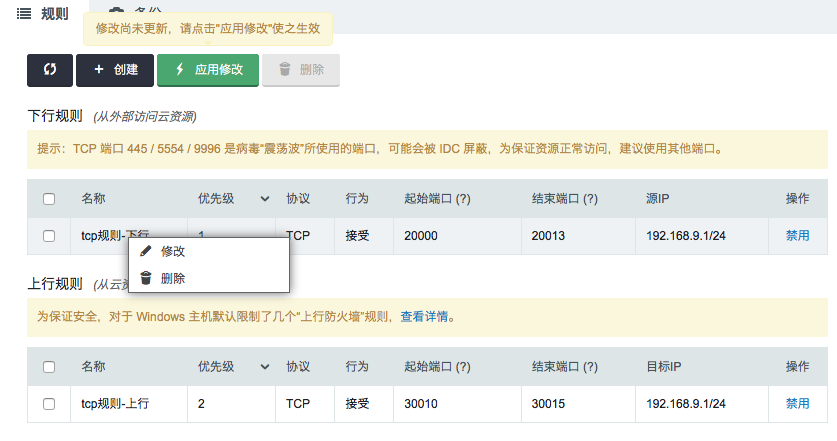 规则
修改尚未更新，请点击“应用修改”使之生效
创建 应用修改 删除
下行规则 (从外部访问云资源)
提示：TCP 端口 445 / 5554 / 9996 是病毒“震荡波”所使用的端口，可能会被 IDC 屏蔽，为保证资源正常访问，建议使用其他端口。
名称 优先级 协议 行为 起始端口 (?) 结束端口 (?) 源IP 操作
tcp规则-下行 1 TCP 接受 20000 20013 192.168.9.1/24 禁用
修改
删除
上行规则 (从云资
为保证安全，对于 Windows 主机默认限制了几个“上行防火墙”规则，查看详情。
名称 优先级 协议 行为 起始端口 (?) 结束端口 (?) 目标IP 操作
tcp规则-上行 2 TCP 接受 30010 30015 192.168.9.1/24 禁用